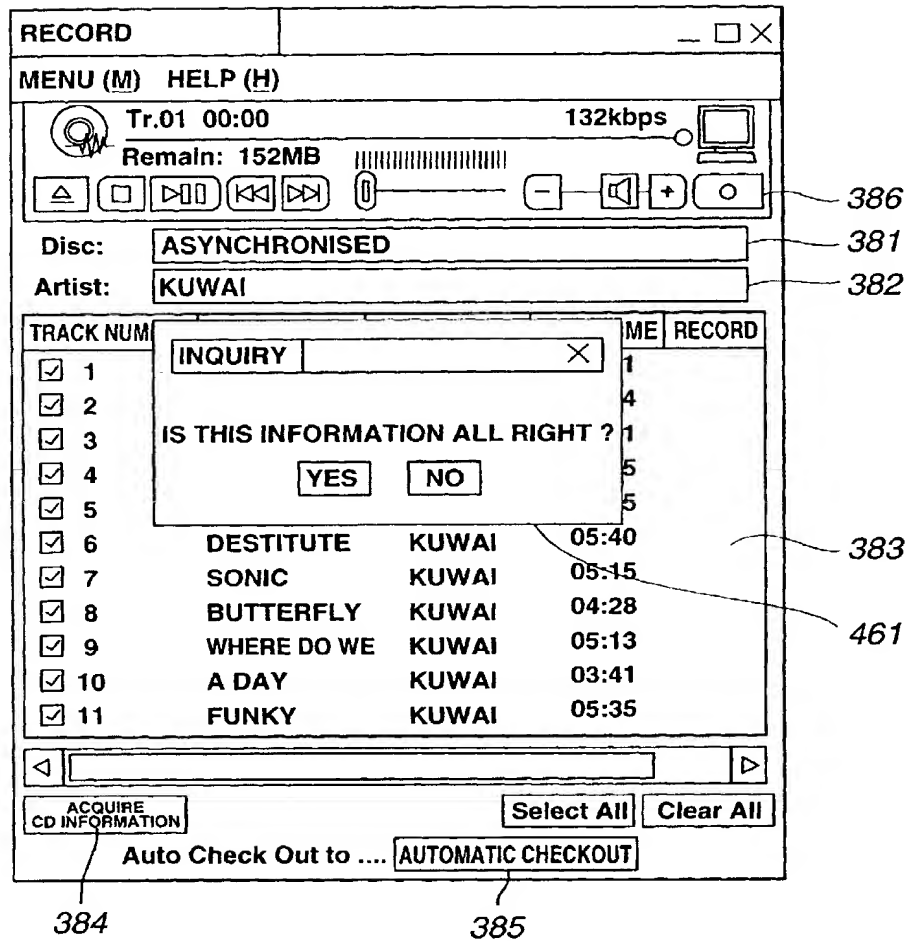 RECORD
MENU (M) HELP (H)
Tr.01 00:00 132kbps
Remain: 152MB
386
Disc: ASYNCHRONISED 381
Artist: KUWAI 382
TRACK NUM ME RECORD
INQUIRY
1 1
2 4
3 IS THIS INFORMATION ALL RIGHT ? 1
4 YES NO 5
5 5
6 DESTITUTE KUWAI 05:40 383
7 SONIC KUWAI 05:15
8 BUTTERFLY KUWAI 04:28
461
9 WHERE DO WE KUWAI 05:13
10 A DAY KUWAI 03:41
11 FUNKY KUWAI 05:35
ACQUIRE
CD INFORMATION Select All Clear All
Auto Check Out to .... AUTOMATIC CHECKOUT
384 385